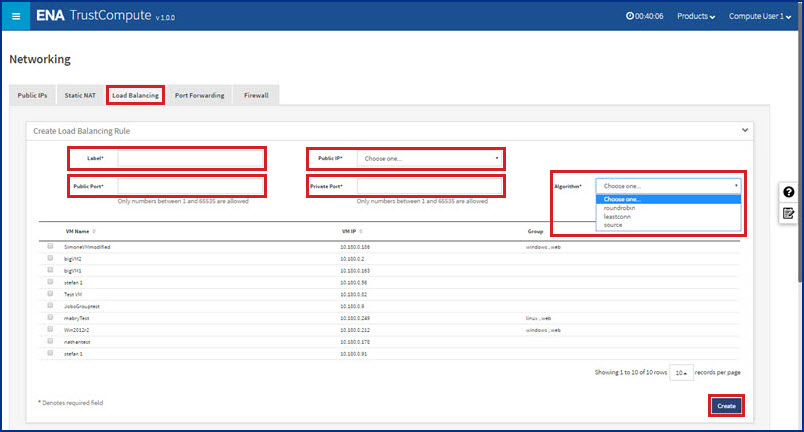 ENA TrustCompute v 1.0.0 00:40:06 Products Compute User 1
Networking
Public IPs Static NAT Load Balancing Port Forwarding Firewall
Create Load Balancing Rule
Label* Public IP* Choose one...
Public Port* Private Port* Algorithm* Choose one...
Only numbers between 1 and 65535 are allowed Only numbers between 1 and 65535 are allowed
Choose one...
roundrobin
leastconn
source
VM Name VM IP Group
SimonetVMmodified 10.180.0.186 windows , web
bigVM2 10.180.0.2
bigVM1 10.180.0.163
stefan 1 10.180.0.56
Test VM 10.180.0.82
JoboGrouptest 10.180.0.8
mabryTest 10.180.0.249 linux , web
Win2012r2 10.180.0.212 windows , web
nathantest 10.180.0.178
stefan 1 10.180.0.91
Showing 1 to 10 of 10 rows 10 records per page
* Denotes required field
Create